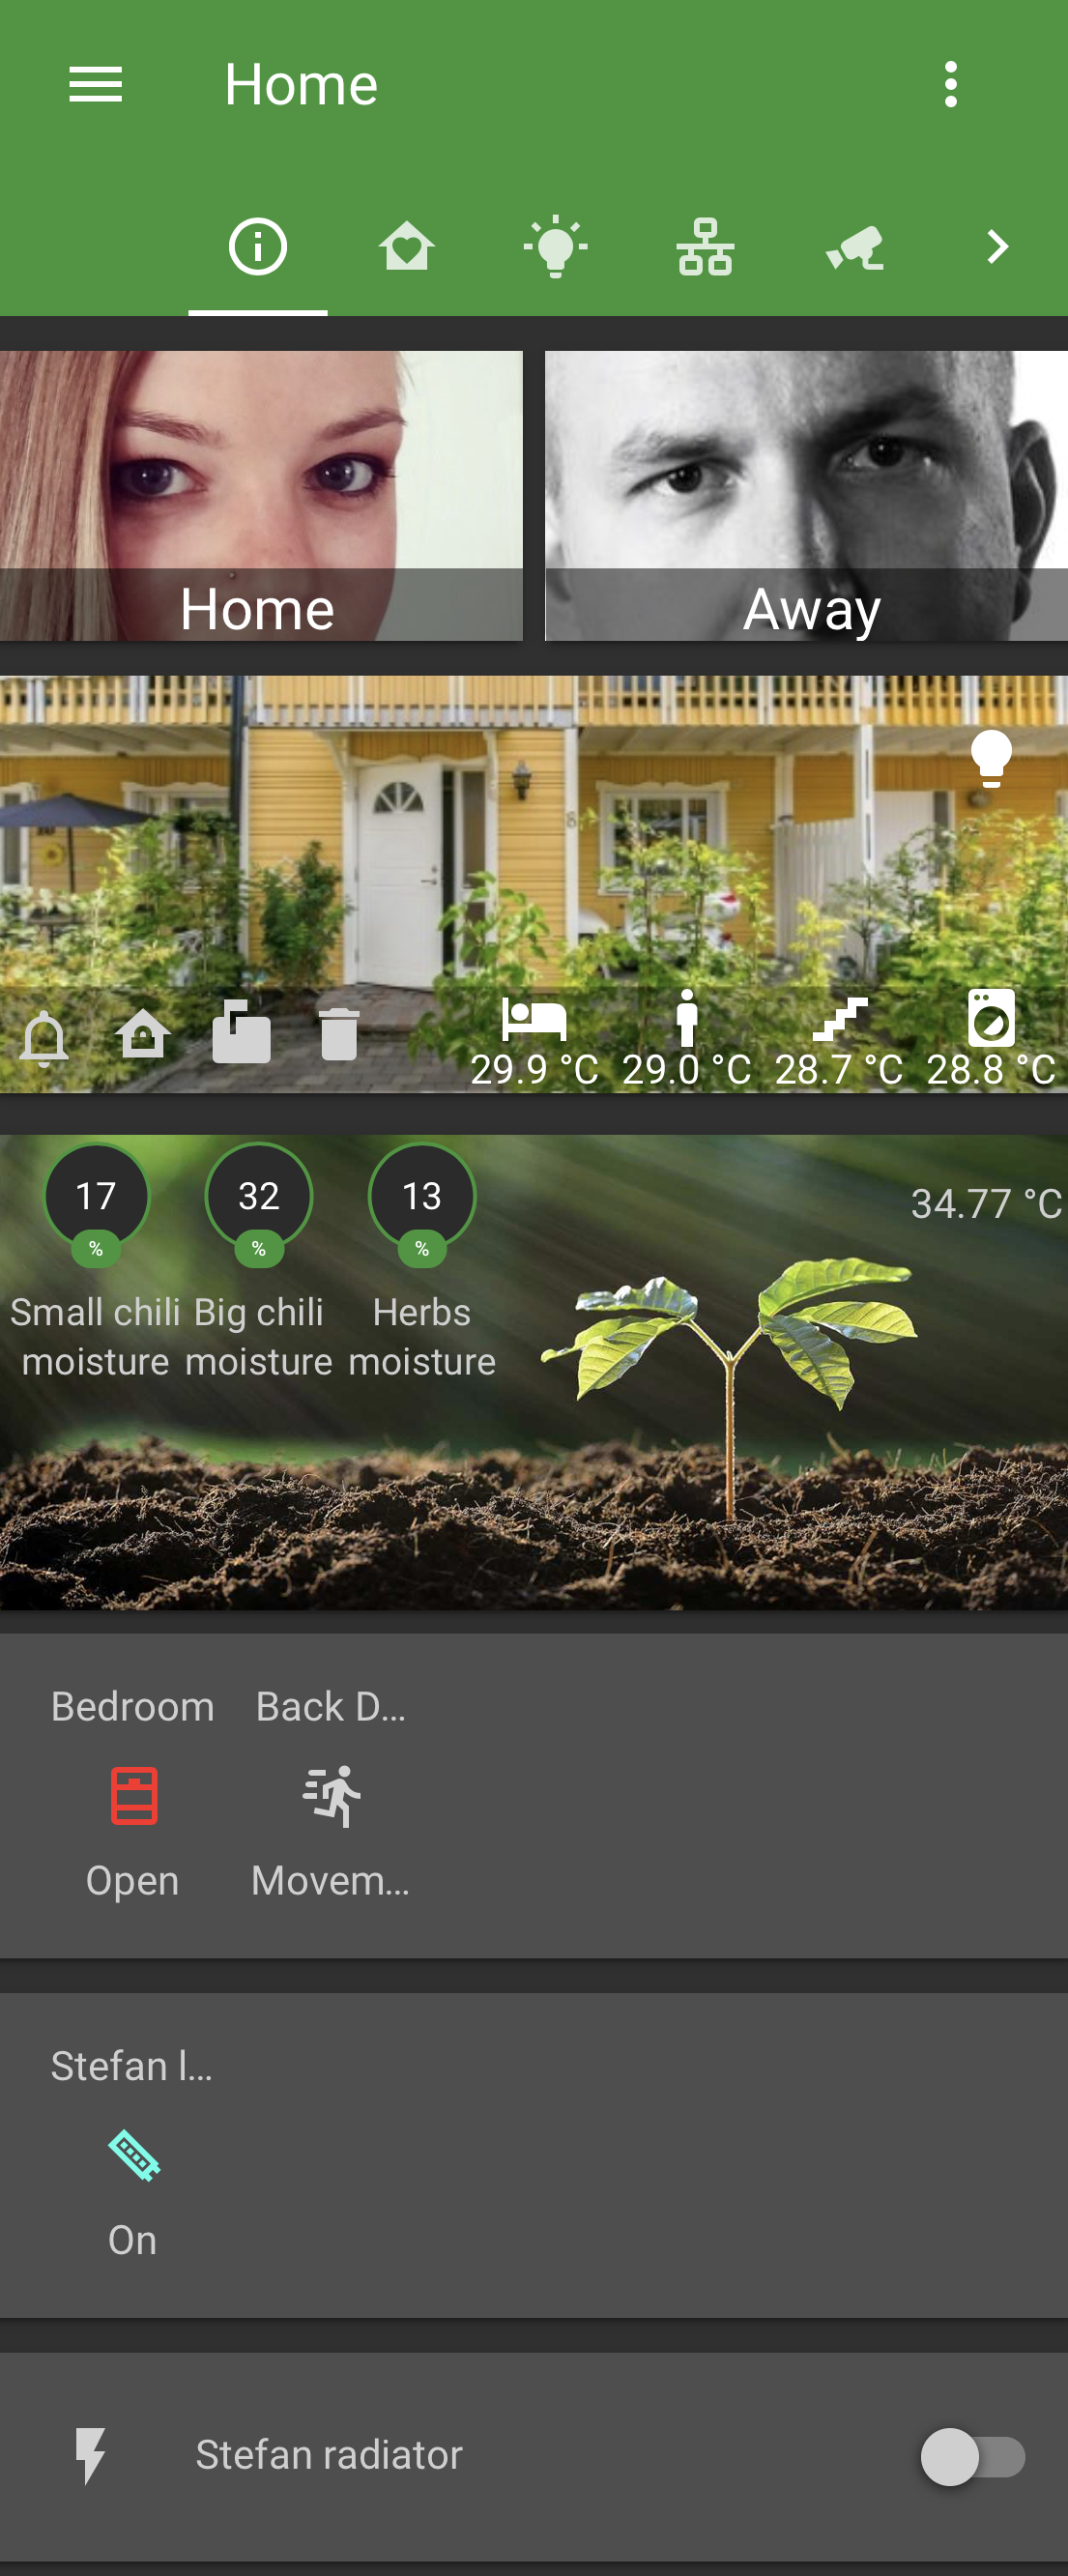 Home
Home
Away
29.9 °C 29.0 °C 28.7 °C 28.8 °C
17 32 13
% % %
34.77 °C
Small chili Big chili Herbs
moisture moisture moisture
Bedroom Back D...
Open Movem...
Stefan l...
On
Stefan radiator